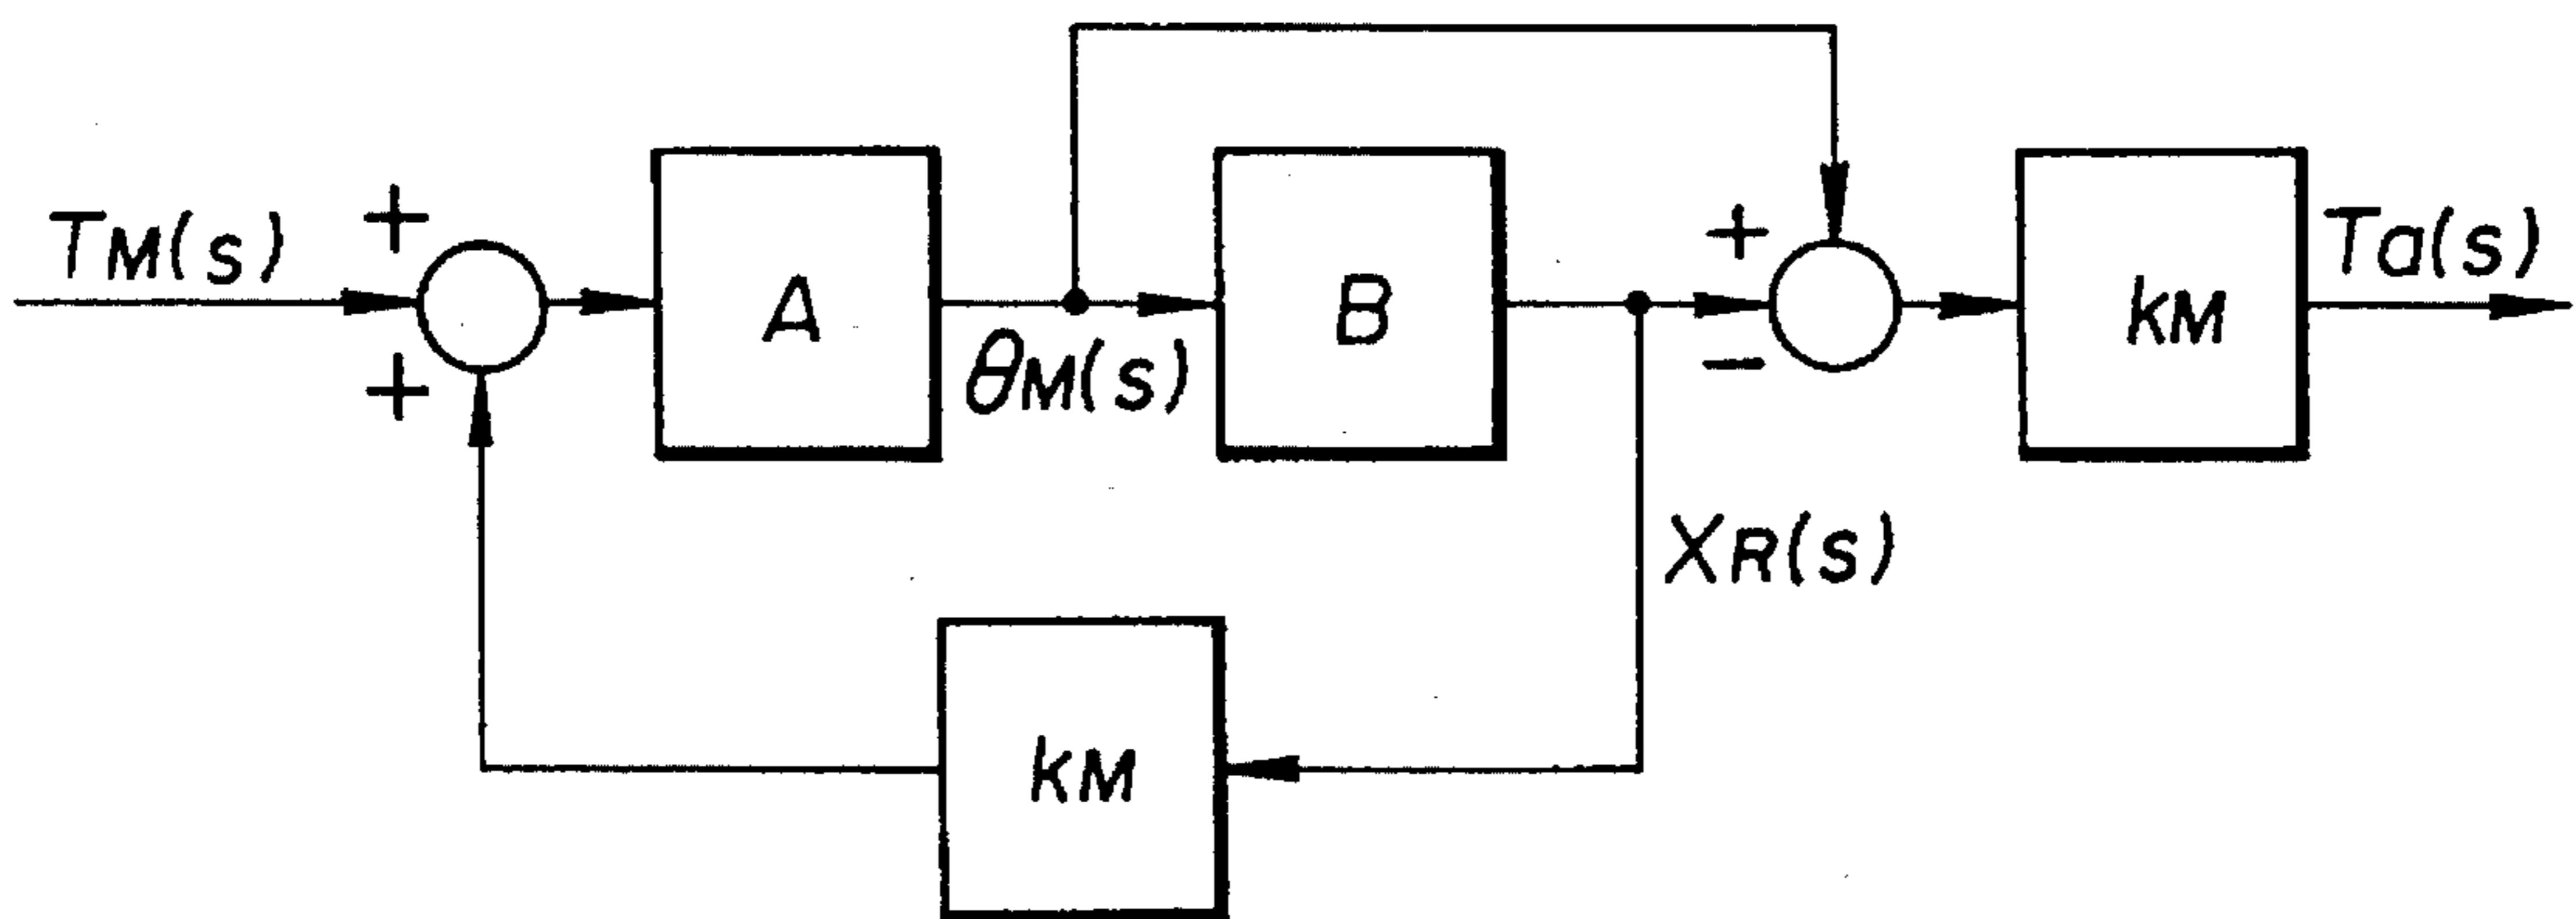 +
TM(s)
+
A
θM(s)
B
+
−
kM
Ta(s)
XR(s)
kM